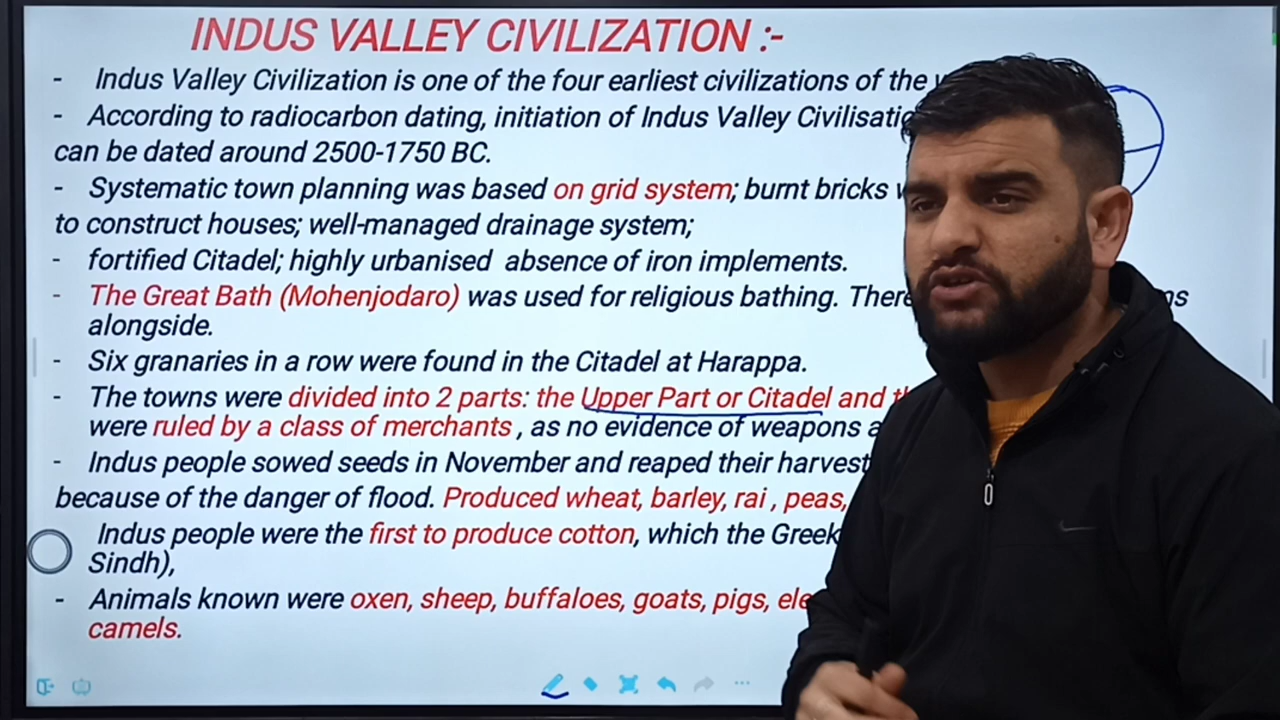 INDUS VALLEY CIVILIZATION :-
- Indus Valley Civilization is one of the four earliest civilizations of the
- According to radiocarbon dating, initiation of Indus Valley
can be dated around 2500-1750 BC.
- Systematic town planning was based on grid system; burnt bricks
to construct houses; well-managed drainage system;
- fortified Citadel; highly urbanised absence of iron implements.
- The Great Bath (Mohenjodaro) was used for religious bathing. There
alongside.
- Six granaries in a row were found in the Citadel at Harappa.
- The towns were divided into 2 parts: the Upper Part or Citadel and
were ruled by a class of merchants , as no evidence of weapons
- Indus people sowed seeds in November and reaped their harvest
because of the danger of flood. Produced wheat, barley, rai , peas,
Indus people were the first to produce cotton, which the
Sindh),
- Animals known were oxen, sheep, buffaloes, goats, pigs,
camels.